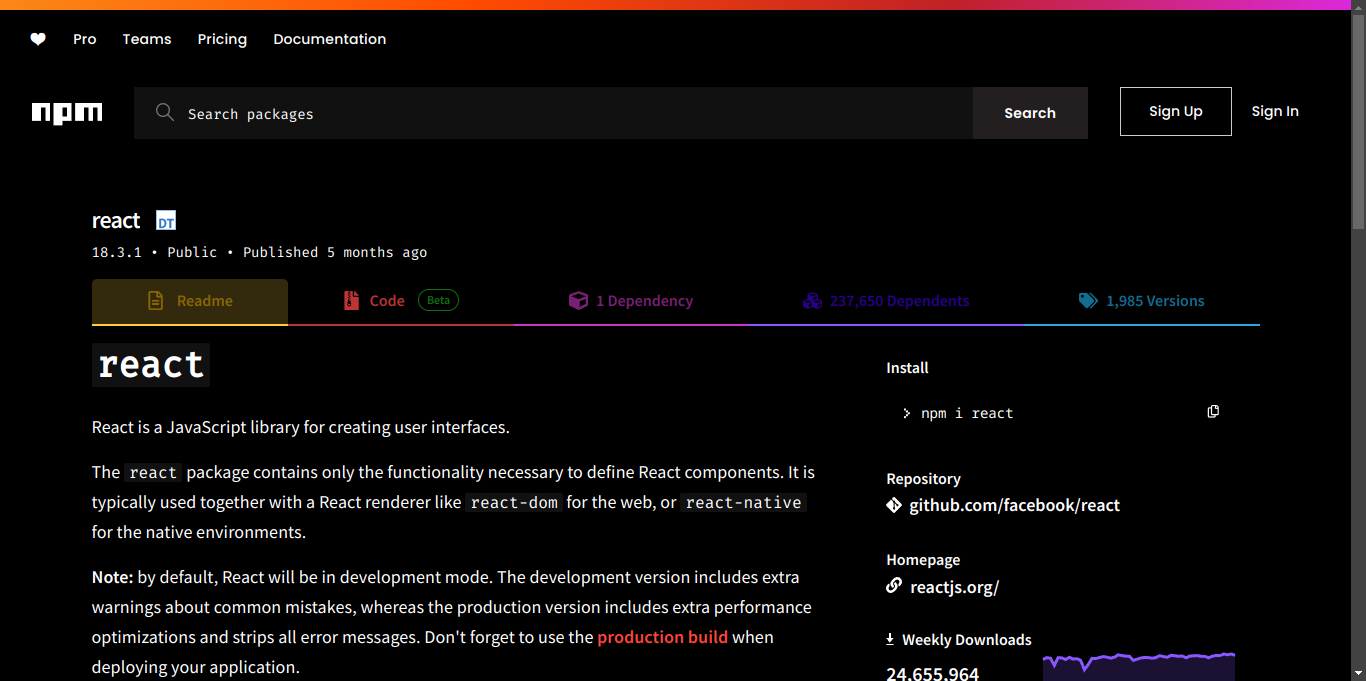 Pro Teams Pricing Documentation
npm
Search packages
Search
Sign Up
Sign In
react DT
18.3.1 • Public • Published 5 months ago
Readme
Code Beta
1 Dependency
237,650 Dependents
1,985 Versions
react
React is a JavaScript library for creating user interfaces.
The react package contains only the functionality necessary to define React components. It is
typically used together with a React renderer like react-dom for the web, or react-native
for the native environments.
Note: by default, React will be in development mode. The development version includes extra
warnings about common mistakes, whereas the production version includes extra performance
optimizations and strips all error messages. Don't forget to use the production build when
deploying your application.
Install
> npm i react
Repository
github.com/facebook/react
Homepage
reactjs.org/
Weekly Downloads
24,655,964